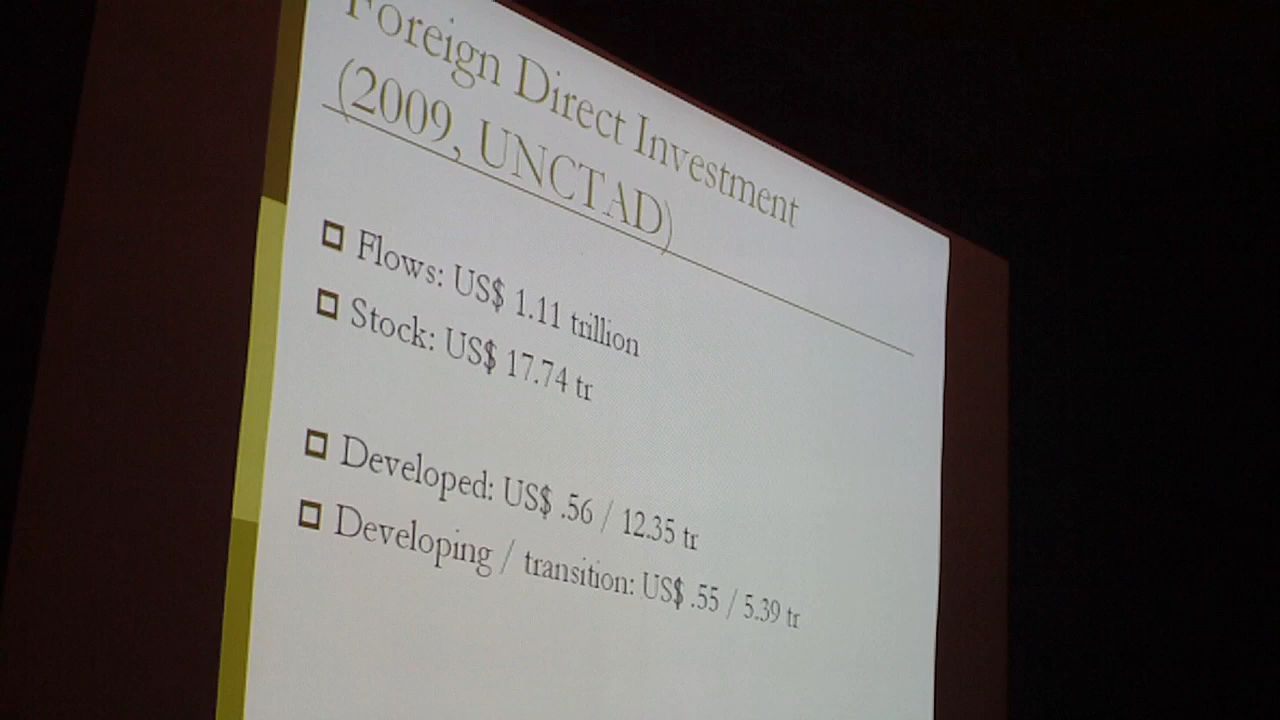 Foreign Direct Investment
(2009, UNCTAD)
Flows: US$ 1.11 trillion
Stock: US$ 17.74 tr
Developed: US$ .56 / 12.35 tr
Developing / transition: US$ .55 / 5.39 tr